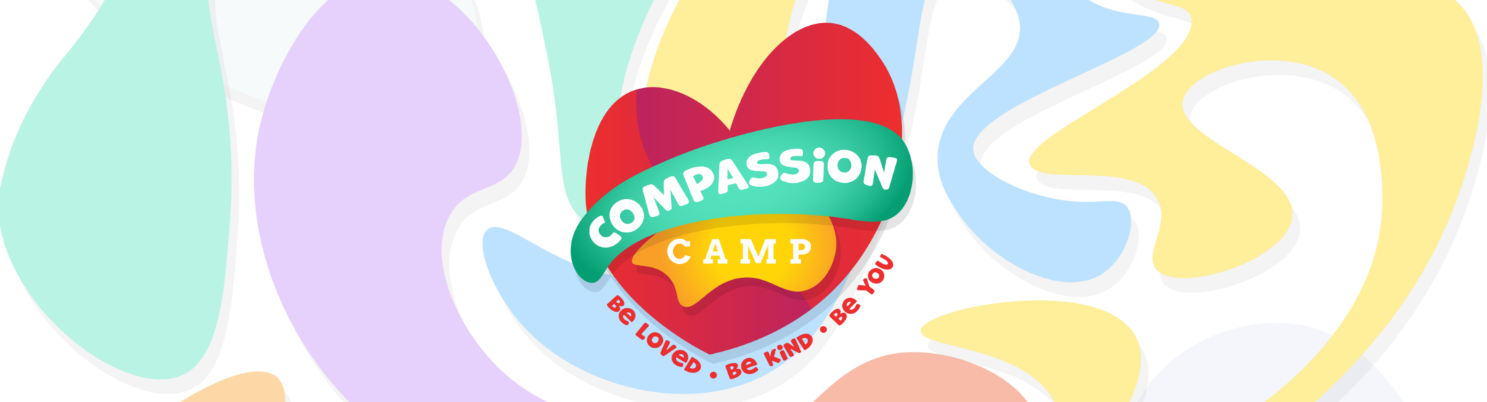 COMPASSiON
CAMP
Be LOVeD • Be KiND • Be YOU